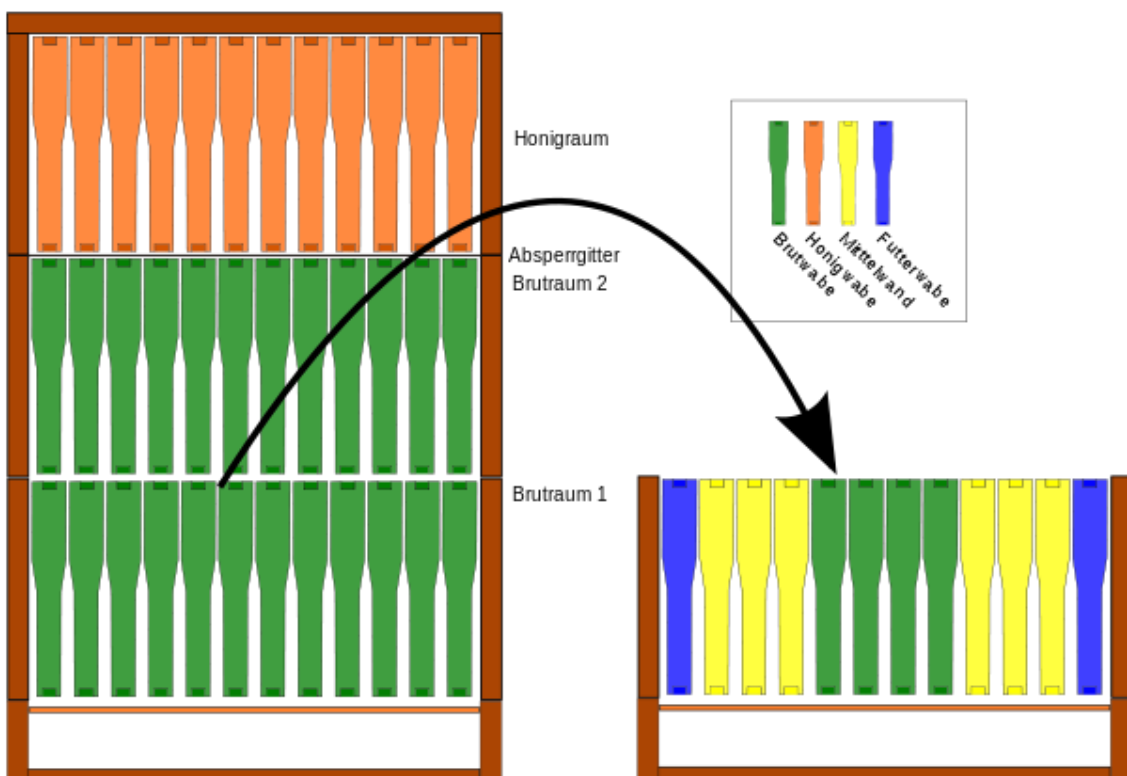 Honigraum
Absperrgitter
Brutraum 2
Brutraum 1
Brutwabe
Honigwabe
Mittelwand
Futterwabe